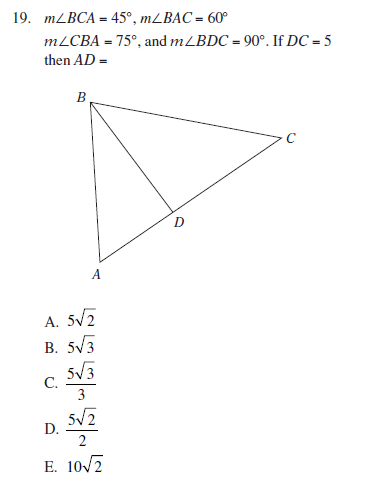 19. m∠BCA = 45°, m∠BAC = 60°
m∠CBA = 75°, and m∠BDC = 90°. If DC = 5
then AD =
B
C
D
A
A. 5√2
B. 5√3
C. 5√3/3
D. 5√2/2
E. 10√2